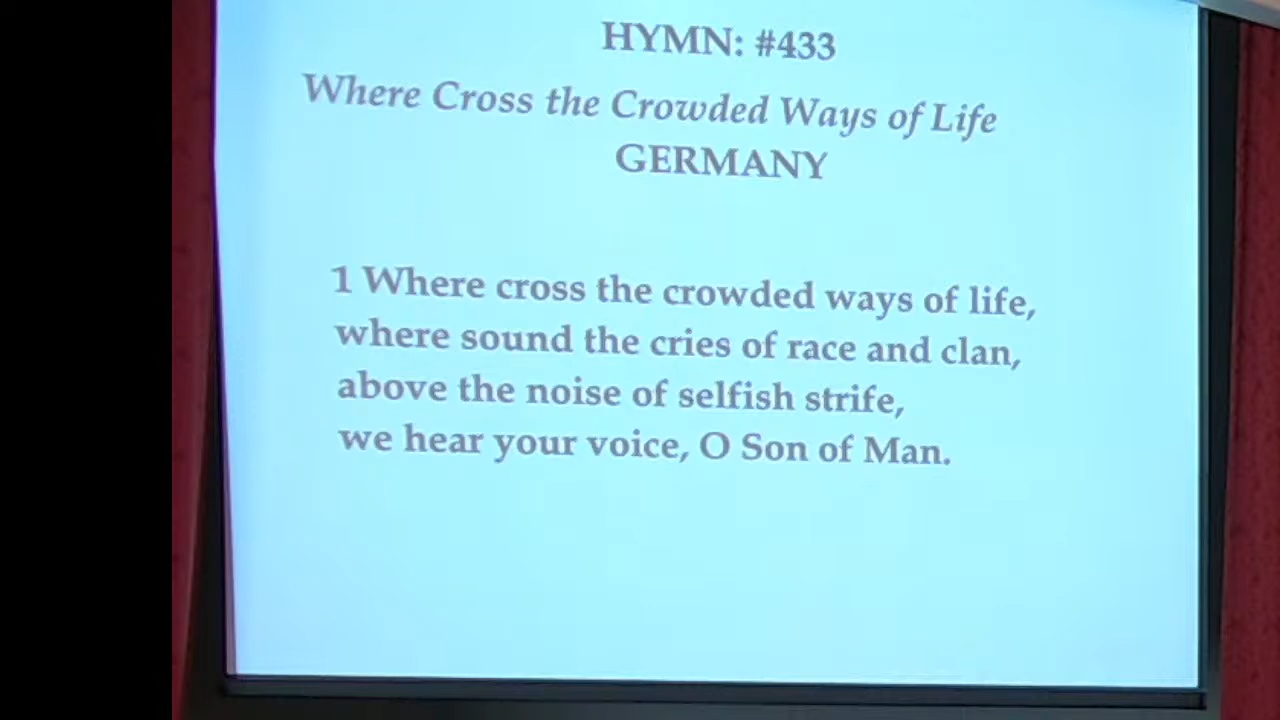 HYMN: #433
Where Cross the Crowded Ways of Life
GERMANY
1 Where cross the crowded ways of life,
where sound the cries of race and clan,
above the noise of selfish strife,
we hear your voice, O Son of Man.